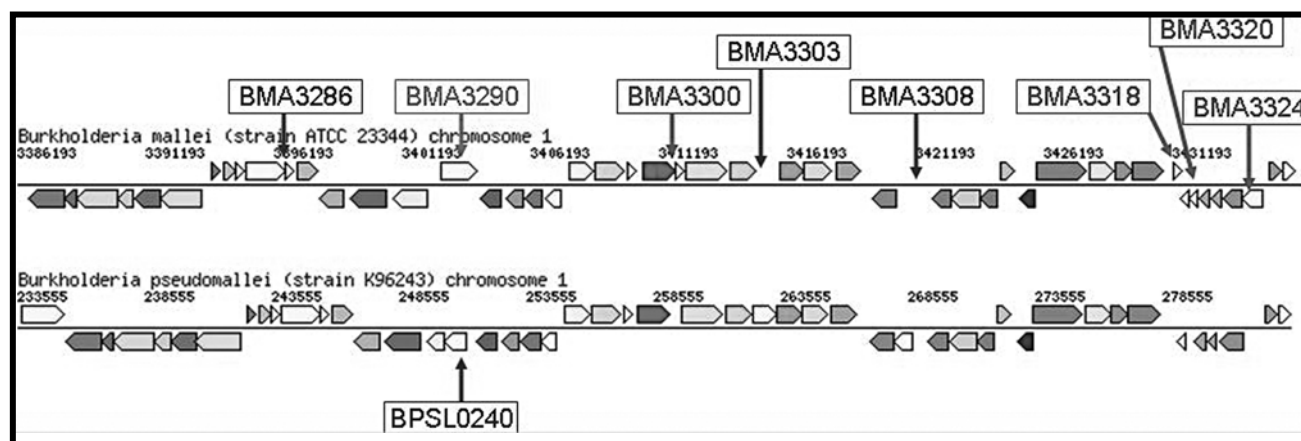 BMA3320
BMA3303
BMA3286
BMA3290
BMA3300
BMA3308
BMA3318
BMA3324
Burkholderia mallei (strain ATCC 23344) chromosome 1
3386193 3391193 3396193 3401193 3406193 3411193 3416193 3421193 3426193 3431193
Burkholderia pseudomallei (strain K96243) chromosome 1
233555 238555 243555 248555 253555 258555 263555 268555 273555 278555
BPSL0240